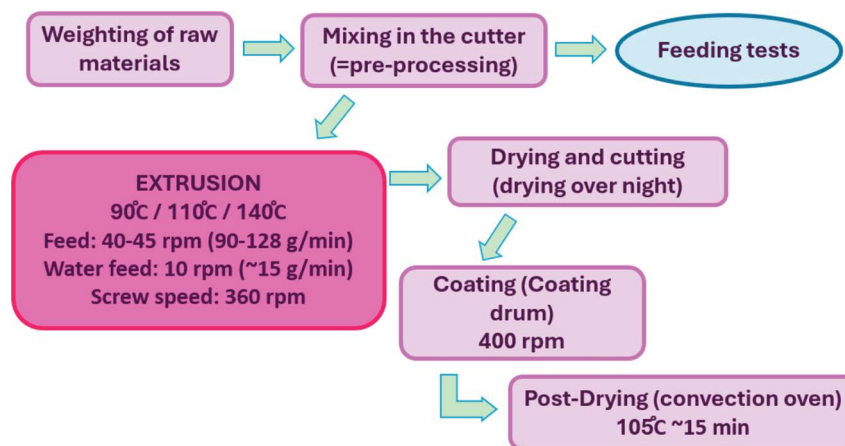 Weighting of raw
materials
Mixing in the cutter
(=pre-processing)
Feeding tests
EXTRUSION
90℃ / 110℃ / 140℃
Feed: 40-45 rpm (90-128 g/min)
Water feed: 10 rpm (~15 g/min)
Screw speed: 360 rpm
Drying and cutting
(drying over night)
Coating (Coating
drum)
400 rpm
Post-Drying (convection oven)
105℃ ~15 min